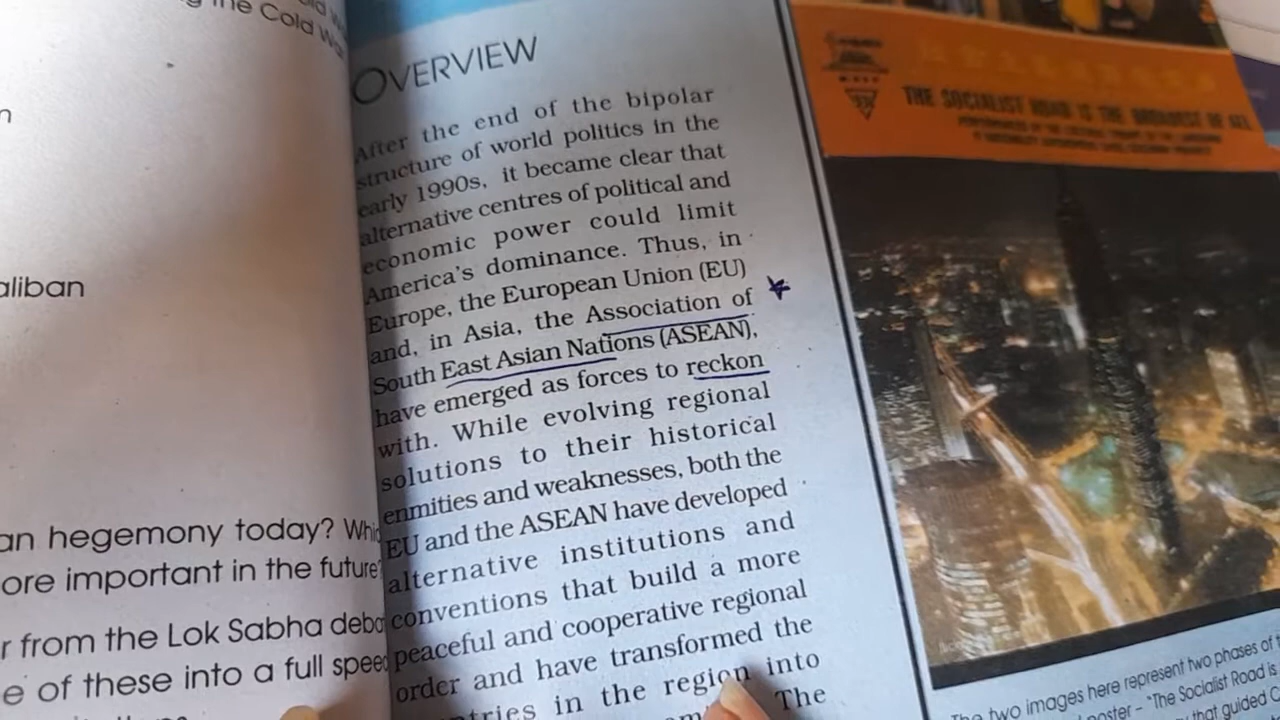 the Cold War
n
aliban
an hegemony today?
ore important in the future?
r from the Lok Sabha
e of these into a full
OVERVIEW
After the end of the bipolar
structure of world politics in the
early 1990s, it became clear that
alternative centres of political and
economic power could limit
America's dominance. Thus, in
Europe, the European Union (EU)
and, in Asia, the Association of
South East Asian Nations (ASEAN),
have emerged as forces to reckon
with. While evolving regional
solutions to their historical
enmities and weaknesses, both the
EU and the ASEAN have developed
alternative institutions and
conventions that build a more
peaceful and cooperative regional
order and have transformed the
in the region into
The
THE SOCIALIST ROAD IS THE BROADEST OF ALL
The two images here represent two phases of
poster – "The Socialist Road is
that guided